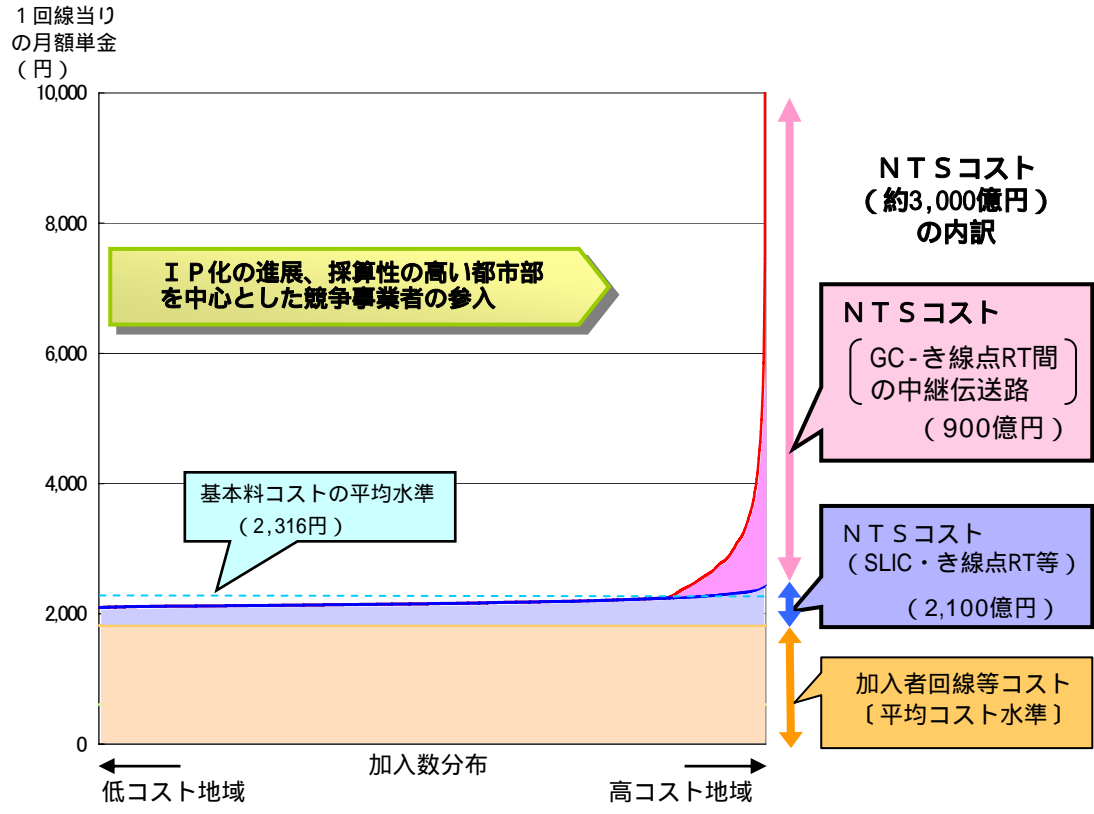 １回線当り
の月額単金
（円）
10,000
8,000
6,000
4,000
2,000
0
ＩＰ化の進展、採算性の高い都市部
を中心とした競争事業者の参入
基本料コストの平均水準
（2,316円）
ＮＴＳコスト
（約3,000億円）
の内訳
ＮＴＳコスト
GC-き線点RT間
の中継伝送路
（900億円）
ＮＴＳコスト
（SLIC・き線点RT等）
（2,100億円）
加入者回線等コスト
〔平均コスト水準〕
加入数分布
低コスト地域
高コスト地域